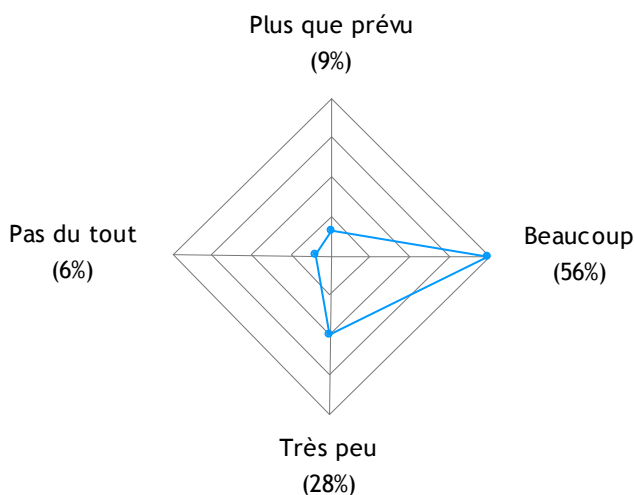 Plus que prévu
(9%)
Pas du tout
(6%)
Beaucoup
(56%)
Très peu
(28%)